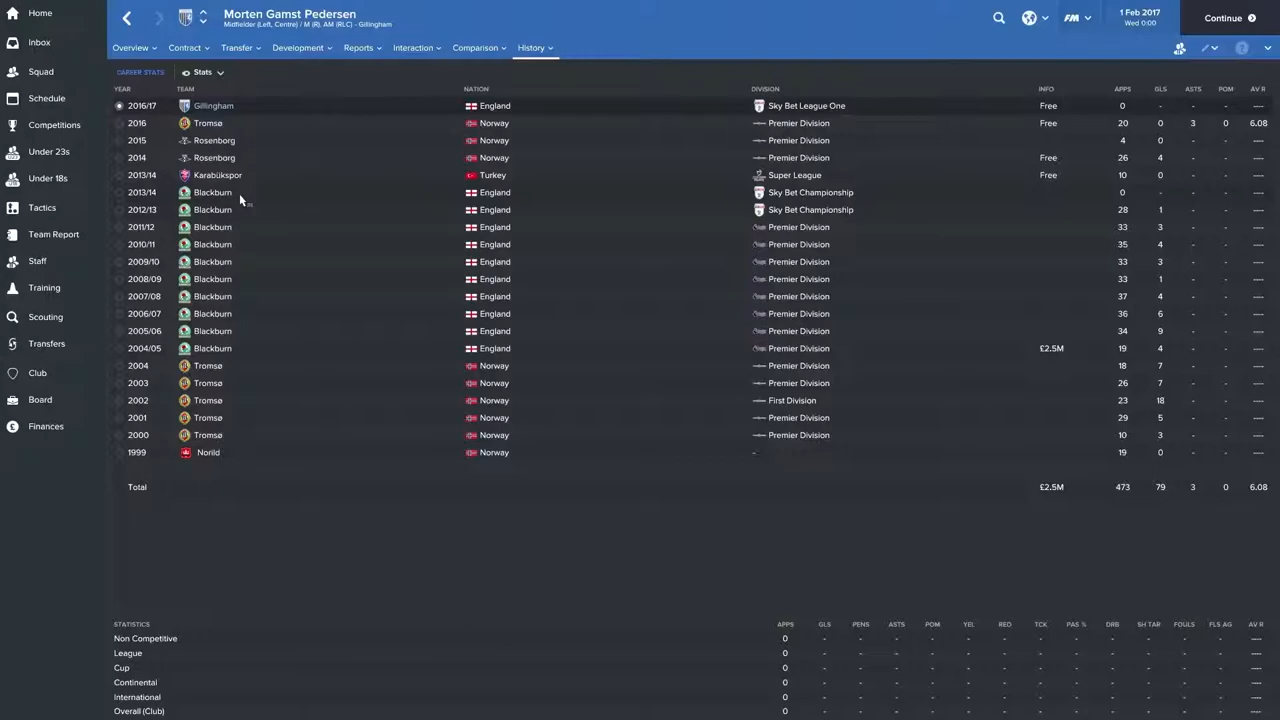 Home
Inbox
Squad
Schedule
Competitions
Under 23s
Under 18s
Tactics
Team Report
Staff
Training
Scouting
Transfers
Club
Board
Finances
Morten Gamst Pedersen
Midfielder (Left, Centre) / M (R), AM (RLC) - Gillingham
FM
1 Feb 2017
Wed 0:00
Continue
Overview Contract Transfer Development Reports Interaction Comparison History
CAREER STATS Stats
YEAR TEAM NATION DIVISION INFO APPS GLS ASTS POM AV R
2016/17 Gillingham England Sky Bet League One Free 0 - - - ----
2016 Tromsø Norway Premier Division Free 20 0 3 0 6.08
2015 Rosenborg Norway Premier Division 4 0 - - ----
2014 Rosenborg Norway Premier Division Free 26 4 - - ----
2013/14 Karabükspor Turkey Super League Free 10 0 - - ----
2013/14 Blackburn England Sky Bet Championship 0 - - - ----
2012/13 Blackburn England Sky Bet Championship 28 1 - - ----
2011/12 Blackburn England Premier Division 33 3 - - ----
2010/11 Blackburn England Premier Division 35 4 - - ----
2009/10 Blackburn England Premier Division 33 3 - - ----
2008/09 Blackburn England Premier Division 33 1 - - ----
2007/08 Blackburn England Premier Division 37 4 - - ----
2006/07 Blackburn England Premier Division 36 6 - - ----
2005/06 Blackburn England Premier Division 34 9 - - ----
2004/05 Blackburn England Premier Division £2.5M 19 4 - - ----
2004 Tromsø Norway Premier Division 18 7 - - ----
2003 Tromsø Norway Premier Division 26 7 - - ----
2002 Tromsø Norway First Division 23 18 - - ----
2001 Tromsø Norway Premier Division 29 5 - - ----
2000 Tromsø Norway Premier Division 10 3 - - ----
1999 Norild Norway - 19 0 - - ----
Total £2.5M 473 79 3 0 6.08
STATISTICS APPS GLS PENS ASTS POM YEL RED TCK PAS % DRB SH TAR FOULS FLS AG AV R
Non Competitive 0 - - - - - - - - - - - - ----
League 0 - - - - - - - - - - - - ----
Cup 0 - - - - - - - - - - - - ----
Continental 0 - - - - - - - - - - - - ----
International 0 - - - - - - - - - - - - ----
Overall (Club) 0 - - - - - - - - - - - - ----